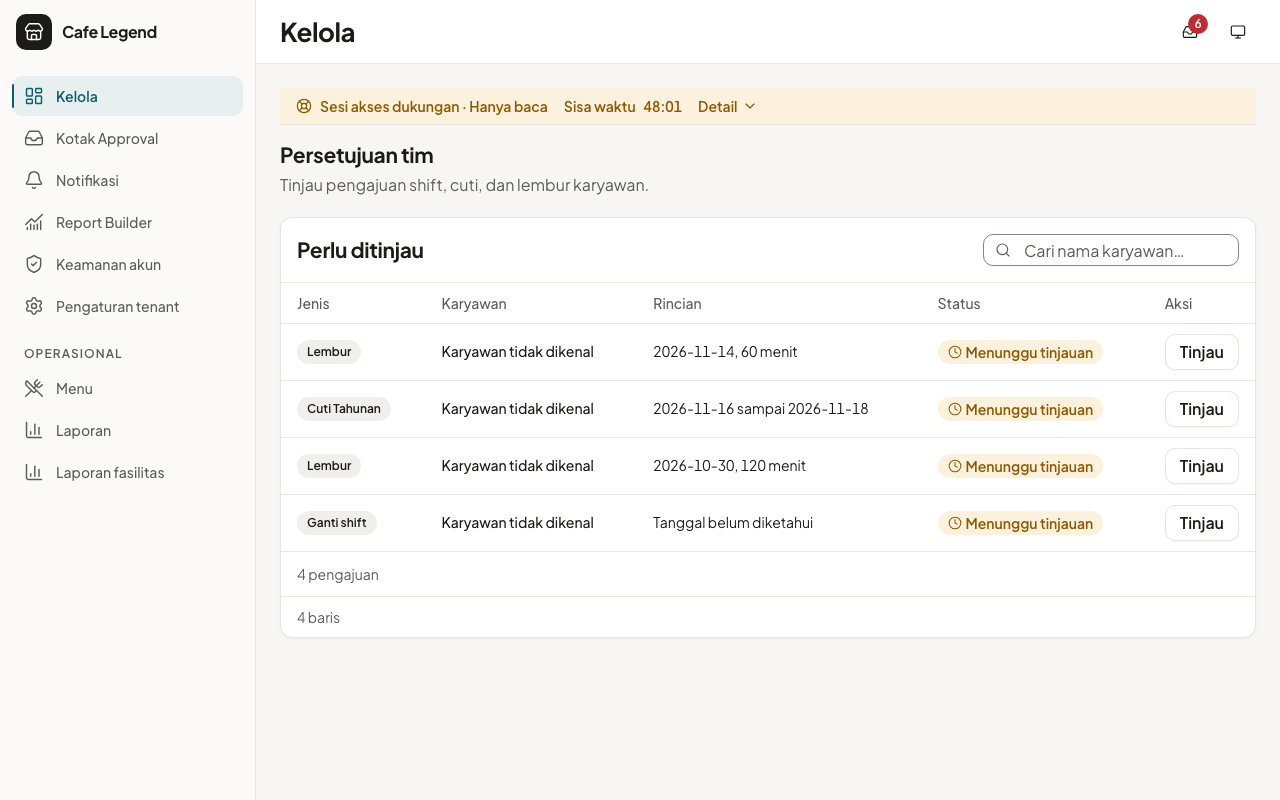 Cafe Legend
Kelola
Kotak Approval
Notifikasi
Report Builder
Keamanan akun
Pengaturan tenant
OPERASIONAL
Menu
Laporan
Laporan fasilitas
Kelola
6
Sesi akses dukungan · Hanya baca Sisa waktu 48:01 Detail
Persetujuan tim
Tinjau pengajuan shift, cuti, dan lembur karyawan.
Perlu ditinjau
Cari nama karyawan...
Jenis Karyawan Rincian Status Aksi
Lembur Karyawan tidak dikenal 2026-11-14, 60 menit Menunggu tinjauan Tinjau
Cuti Tahunan Karyawan tidak dikenal 2026-11-16 sampai 2026-11-18 Menunggu tinjauan Tinjau
Lembur Karyawan tidak dikenal 2026-10-30, 120 menit Menunggu tinjauan Tinjau
Ganti shift Karyawan tidak dikenal Tanggal belum diketahui Menunggu tinjauan Tinjau
4 pengajuan
4 baris